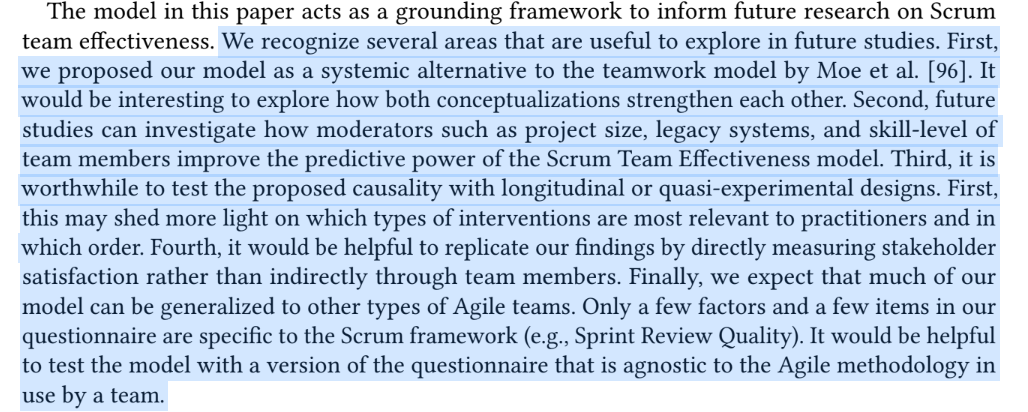 The model in this paper acts as a grounding framework to inform future research on Scrum
team effectiveness. We recognize several areas that are useful to explore in future studies. First,
we proposed our model as a systemic alternative to the teamwork model by Moe et al. [96]. It
would be interesting to explore how both conceptualizations strengthen each other. Second, future
studies can investigate how moderators such as project size, legacy systems, and skill-level of
team members improve the predictive power of the Scrum Team Effectiveness model. Third, it is
worthwhile to test the proposed causality with longitudinal or quasi-experimental designs. First,
this may shed more light on which types of interventions are most relevant to practitioners and in
which order. Fourth, it would be helpful to replicate our findings by directly measuring stakeholder
satisfaction rather than indirectly through team members. Finally, we expect that much of our
model can be generalized to other types of Agile teams. Only a few factors and a few items in our
questionnaire are specific to the Scrum framework (e.g., Sprint Review Quality). It would be helpful
to test the model with a version of the questionnaire that is agnostic to the Agile methodology in
use by a team.